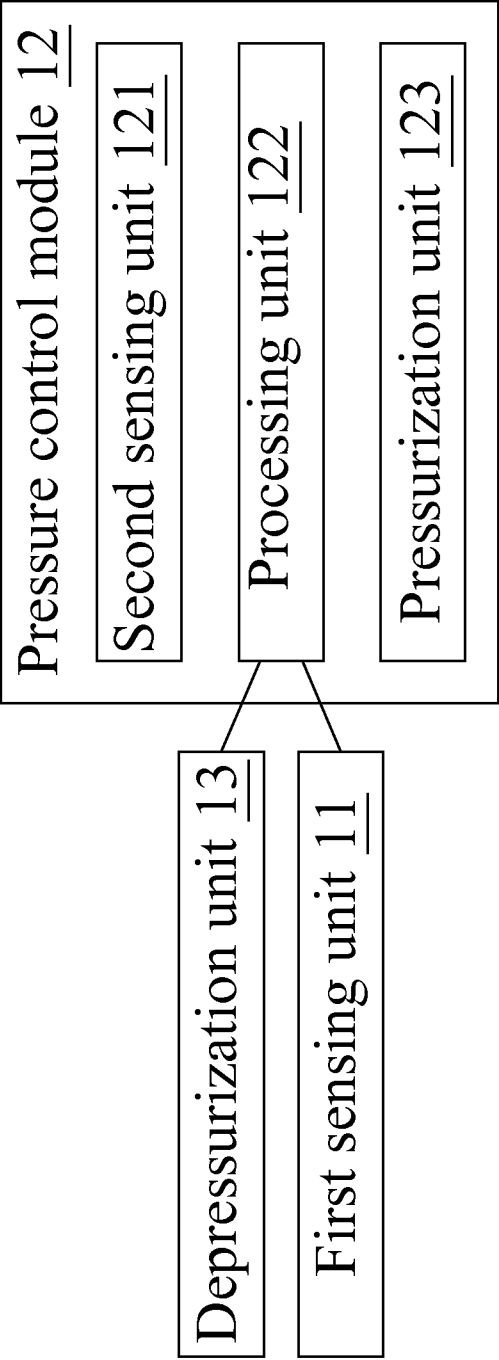 Pressure control module 12
Second sensing unit 121
Processing unit 122
Pressurization unit 123
Depressurization unit 13
First sensing unit 11